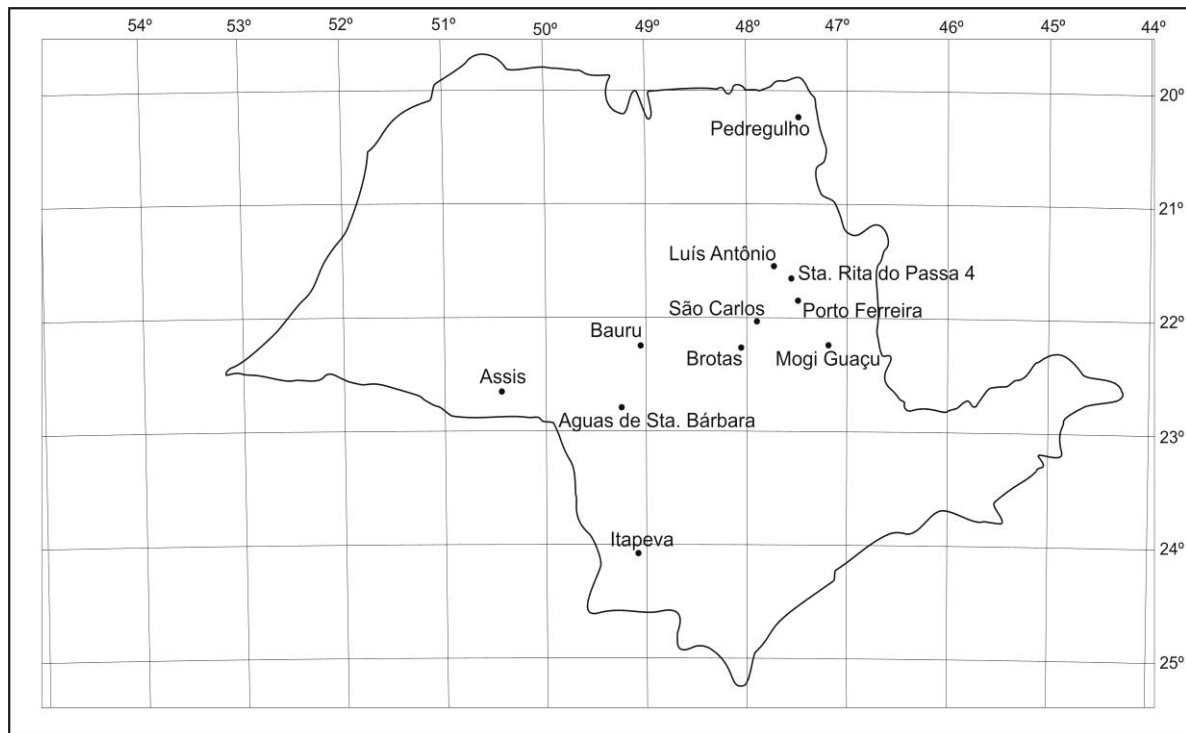 54º 53º 52º 51º 50º 49º 48º 47º 46º 45º 44º
20º
Pedregulho
21º
Luís Antônio
Sta. Rita do Passa 4
São Carlos
Porto Ferreira
22º
Bauru
Brotas
Mogi Guaçu
Assis
Aguas de Sta. Bárbara
23º
Itapeva
24º
25º